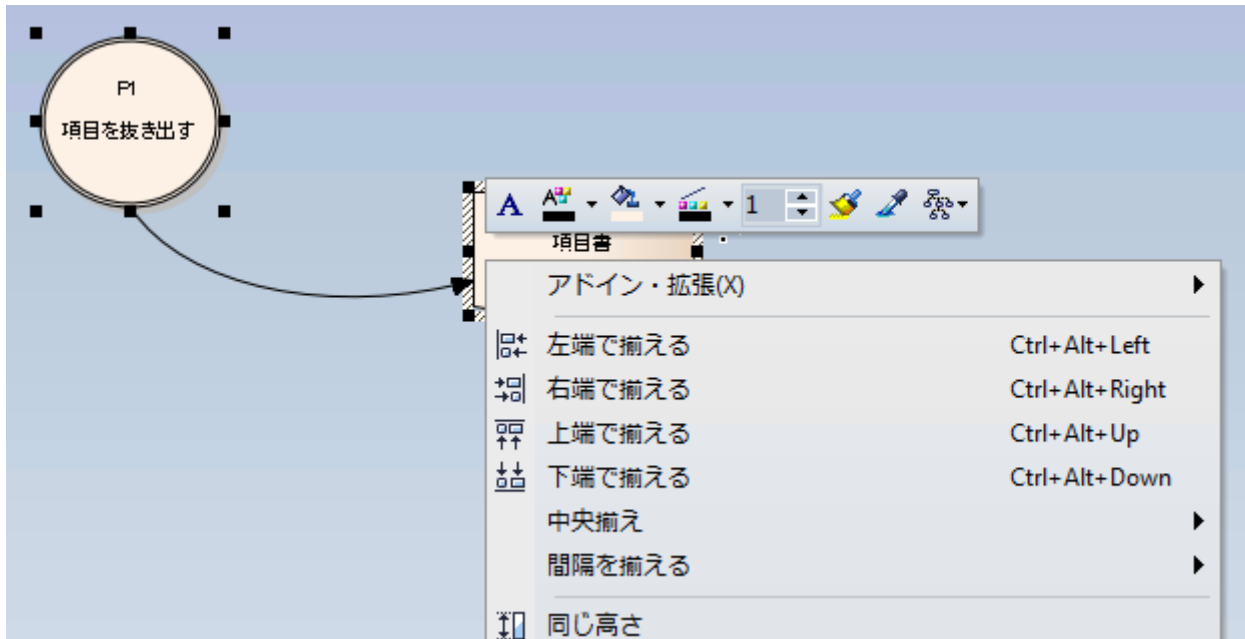 P1
項目を抜き出す
A A 1
項目書
アドイン・拡張(X)
左端で揃える Ctrl+Alt+Left
右端で揃える Ctrl+Alt+Right
上端で揃える Ctrl+Alt+Up
下端で揃える Ctrl+Alt+Down
中央揃え
間隔を揃える
同じ高さ